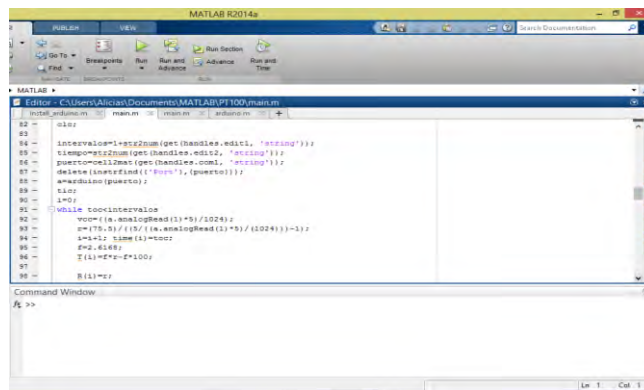 MATLAB R2014a
PUBLISH VIEW
Search Documentation
Go To
Find
Breakpoints
Run
Run and Advance
Run Section
Advance
Run and Time
NAVIGATE BREAKPOINTS RUN
MATLAB
Editor - C:\Users\Alicias\Documents\MATLAB\PT100\main.m
install_arduino.m main.m main.m arduino.m +
82 - clc;
83
84 - intervalos=1+str2num(get(handles.edit1, 'string'));
85 - tiempo=str2num(get(handles.edit2, 'string'));
86 - puerto=cell2mat(get(handles.com1, 'string'));
87 - delete(instrfind({'Port'},{puerto}));
88 - a=arduino(puerto);
89 - tic;
90 - i=0;
91 - while toc<intervalos
92 - vcc=((a.analogRead(1)*5)/1024);
93 - r=(75.5)/((5/((a.analogRead(1)*5)/(1024)))-1);
94 - i=i+1; time(i)=toc;
95 - f=2.6168;
96 - T(i)=f*r-f*100;
97
98 - R(i)=r;
Command Window
fx >>
Ln 1 Col 1